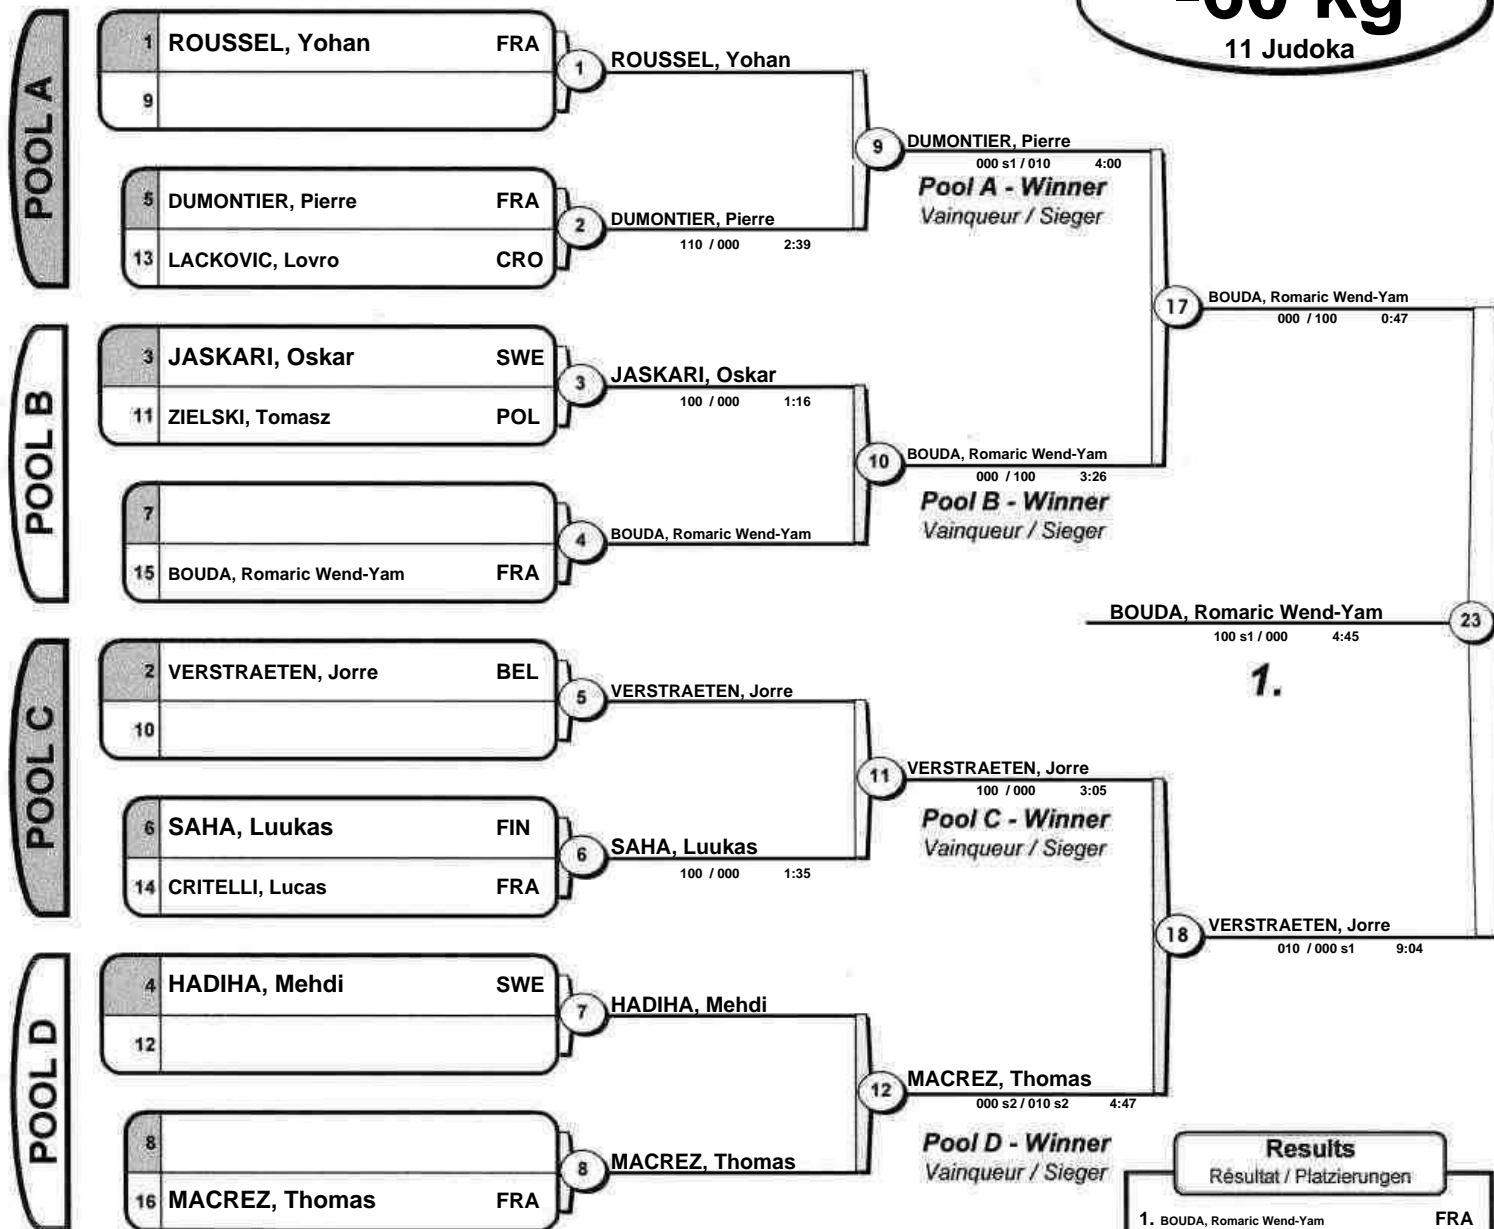 -60 kg
11 Judoka
POOL A
1 ROUSSEL, Yohan FRA
9
1 ROUSSEL, Yohan
5 DUMONTIER, Pierre FRA
13 LACKOVIC, Lovro CRO
2 DUMONTIER, Pierre
110 / 000 2:39
9 DUMONTIER, Pierre
000 s1 / 010 4:00
Pool A - Winner
Vainqueur / Sieger
POOL B
3 JASKARI, Oskar SWE
11 ZIELSKI, Tomasz POL
3 JASKARI, Oskar
100 / 000 1:16
7
15 BOUDA, Romaric Wend-Yam FRA
4 BOUDA, Romaric Wend-Yam
10 BOUDA, Romaric Wend-Yam
000 / 100 3:26
Pool B - Winner
Vainqueur / Sieger
17 BOUDA, Romaric Wend-Yam
000 / 100 0:47
BOUDA, Romaric Wend-Yam 23
100 s1 / 000 4:45
1.
POOL C
2 VERSTRAETEN, Jorre BEL
10
5 VERSTRAETEN, Jorre
6 SAHA, Luukas FIN
14 CRITELLI, Lucas FRA
6 SAHA, Luukas
100 / 000 1:35
11 VERSTRAETEN, Jorre
100 / 000 3:05
Pool C - Winner
Vainqueur / Sieger
18 VERSTRAETEN, Jorre
010 / 000 s1 9:04
POOL D
4 HADIHA, Mehdi SWE
12
7 HADIHA, Mehdi
8
16 MACREZ, Thomas FRA
8 MACREZ, Thomas
12 MACREZ, Thomas
000 s2 / 010 s2 4:47
Pool D - Winner
Vainqueur / Sieger
Results
Résultat / Platzierungen
1. BOUDA, Romaric Wend-Yam FRA